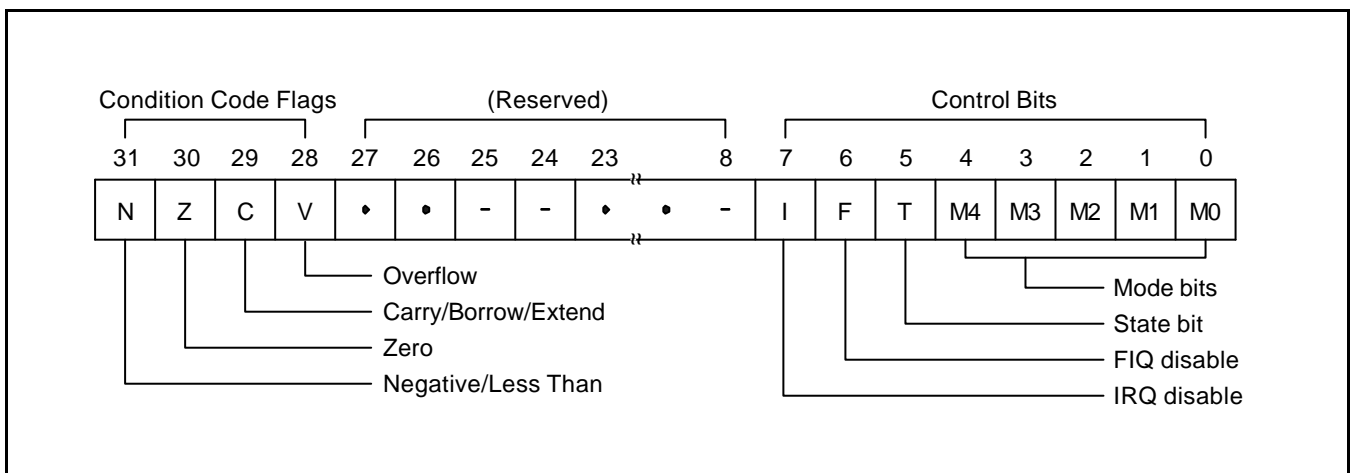 Condition Code Flags (Reserved) Control Bits
31 30 29 28 27 26 25 24 23 8 7 6 5 4 3 2 1 0
N Z C V • • - - • • - I F T M4 M3 M2 M1 M0
Overflow
Carry/Borrow/Extend
Zero
Negative/Less Than
Mode bits
State bit
FIQ disable
IRQ disable